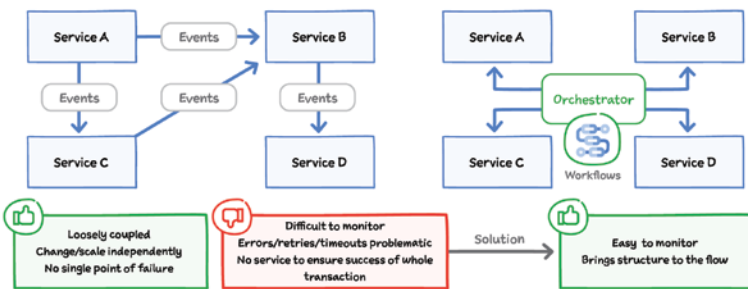 Service A
Events
Service B
Events
Events
Events
Service C
Service D
Service A
Service B
Orchestrator
Service C
Service D
Workflows
Loosely coupled
Change/scale independently
No single point of failure
Difficult to monitor
Errors/retries/timeouts problematic
No service to ensure success of whole
transaction
Solution
Easy to monitor
Brings structure to the flow